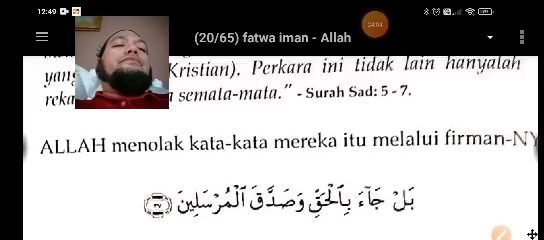 12:49
24:04
(20/65) fatwa iman - Allah
Kristian). Perkara ini tidak lain hanyalah
reka semata-mata." - Surah Sad: 5 - 7.
ALLAH menolak kata-kata mereka itu melalui firman-NY
بَلْ جَآءَ بِٱلْحَقِّ وَصَدَّقَ ٱلْمُرْسَلِينَ ﴿٣٧﴾